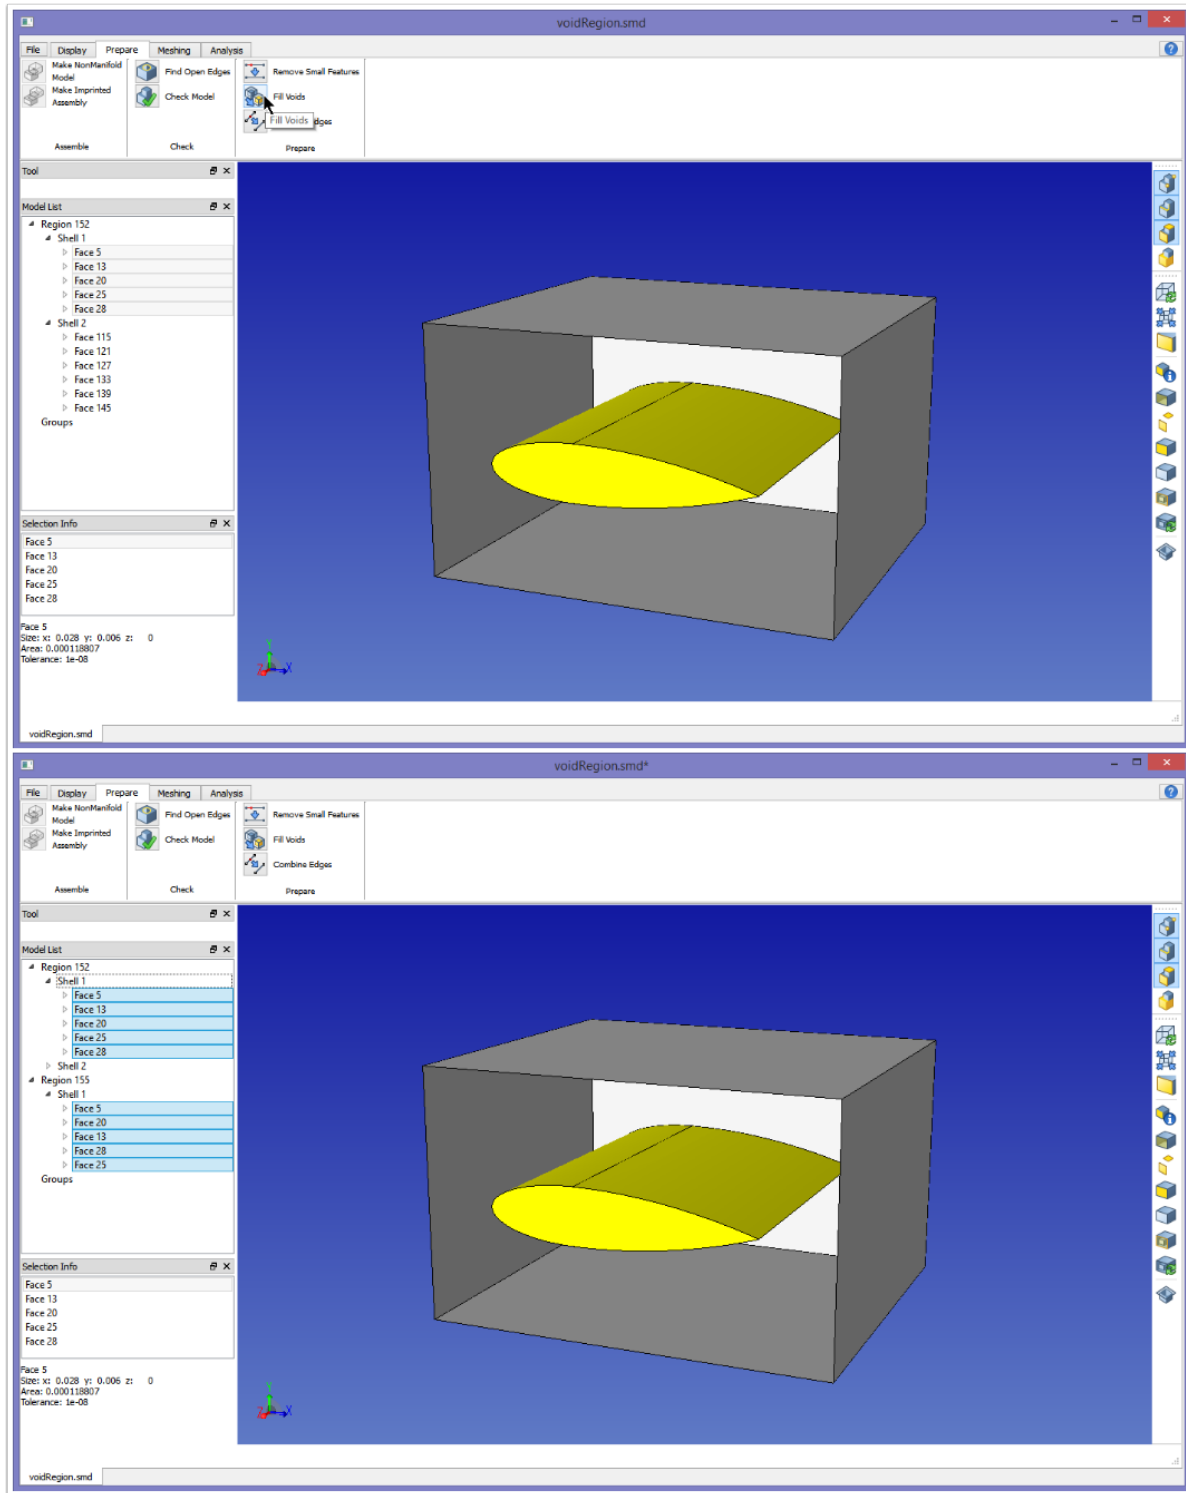 voidRegion.smd
File Display Prepare Meshing Analysis
Make NonManifold
Model
Make Imprinted
Assembly
Assemble
Find Open Edges
Check Model
Check
Remove Small Features
Fill Voids
Fill Voids
dges
Prepare
Tool
Model List
Region 152
Shell 1
Face 5
Face 13
Face 20
Face 25
Face 28
Shell 2
Face 115
Face 121
Face 127
Face 133
Face 139
Face 145
Groups
Selection Info
Face 5
Face 13
Face 20
Face 25
Face 28
Face 5
Size: x: 0.028 y: 0.006 z: 0
Area: 0.000118807
Tolerance: 1e-08
Y
Z X
voidRegion.smd
voidRegion.smd*
File Display Prepare Meshing Analysis
Make NonManifold
Model
Make Imprinted
Assembly
Assemble
Find Open Edges
Check Model
Check
Remove Small Features
Fill Voids
Combine Edges
Prepare
Tool
Model List
Region 152
Shell 1
Face 5
Face 13
Face 20
Face 25
Face 28
Shell 2
Region 155
Shell 1
Face 5
Face 20
Face 13
Face 28
Face 25
Groups
Selection Info
Face 5
Face 13
Face 20
Face 25
Face 28
Face 5
Size: x: 0.028 y: 0.006 z: 0
Area: 0.000118807
Tolerance: 1e-08
Y
Z X
voidRegion.smd